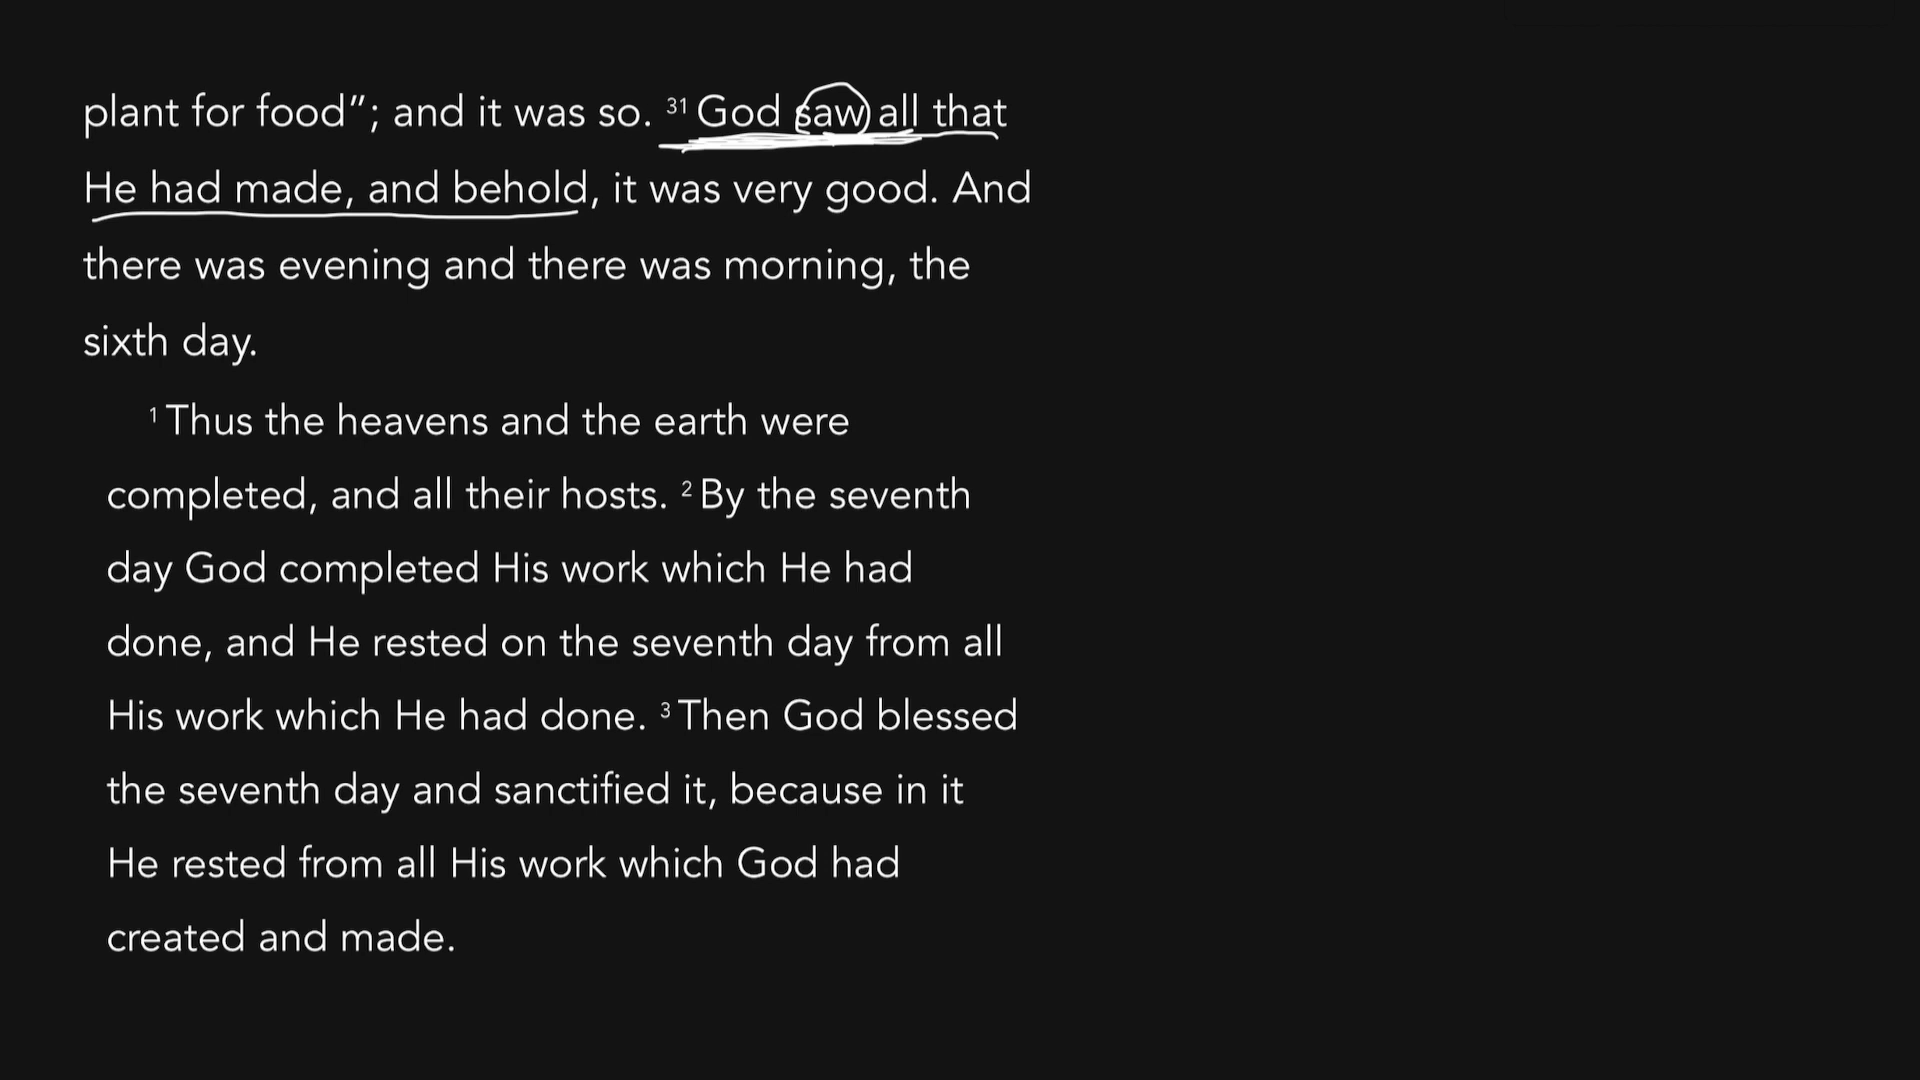 plant for food”; and it was so. 31 God saw all that
He had made, and behold, it was very good. And
there was evening and there was morning, the
sixth day.
1 Thus the heavens and the earth were
completed, and all their hosts. 2 By the seventh
day God completed His work which He had
done, and He rested on the seventh day from all
His work which He had done. 3 Then God blessed
the seventh day and sanctified it, because in it
He rested from all His work which God had
created and made.